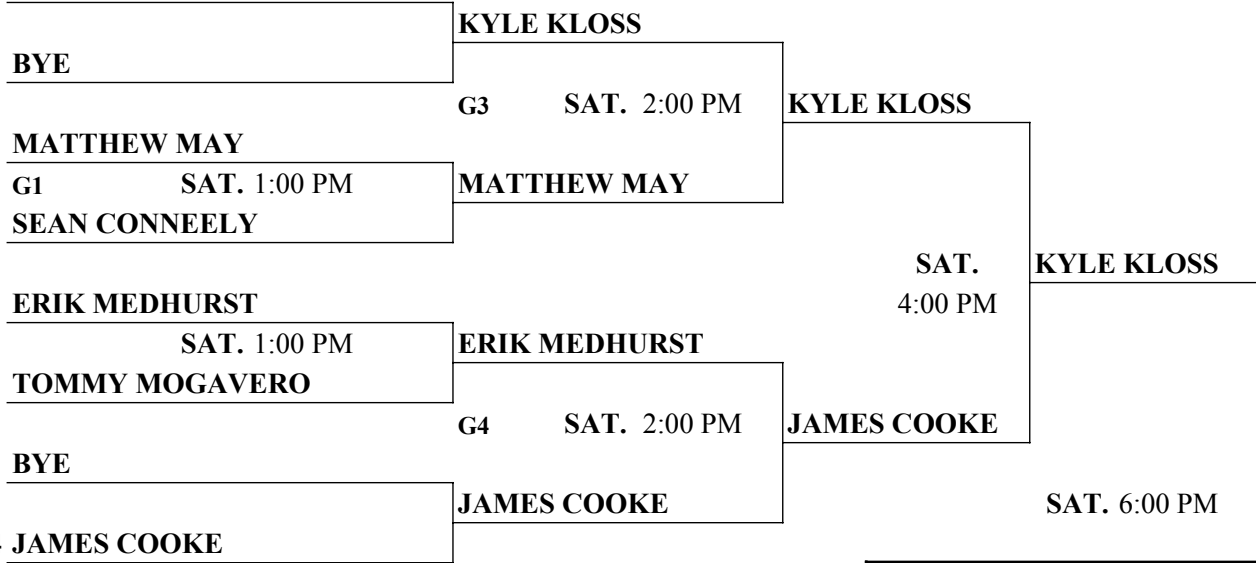 KYLE KLOSS
BYE
G3 SAT. 2:00 PM KYLE KLOSS
MATTHEW MAY
G1 SAT. 1:00 PM MATTHEW MAY
SEAN CONNEELY
SAT. KYLE KLOSS
ERIK MEDHURST 4:00 PM
SAT. 1:00 PM ERIK MEDHURST
TOMMY MOGAVERO
G4 SAT. 2:00 PM JAMES COOKE
BYE
JAMES COOKE SAT. 6:00 PM
JAMES COOKE